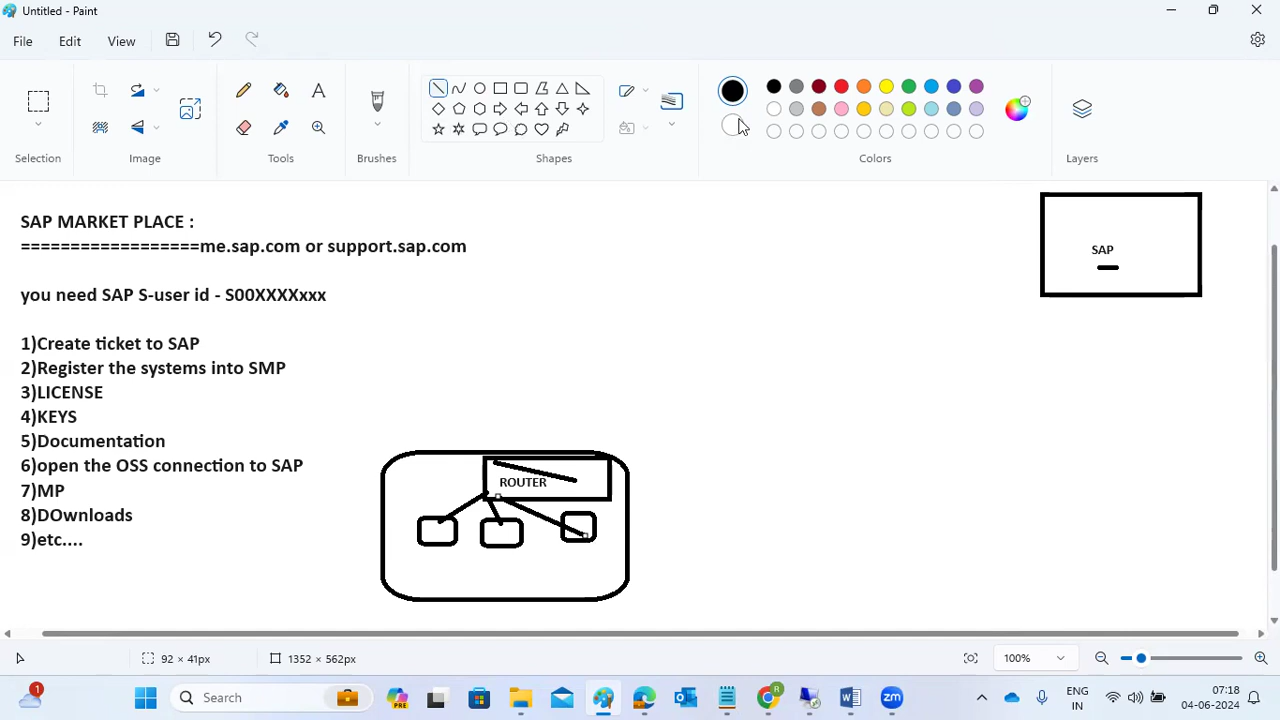 Untitled - Paint
File Edit View
Selection Image Tools Brushes Shapes Colors Layers
SAP MARKET PLACE :
==================me.sap.com or support.sap.com
you need SAP S-user id - S00XXXXxxx
1)Create ticket to SAP
2)Register the systems into SMP
3)LICENSE
4)KEYS
5)Documentation
6)open the OSS connection to SAP
7)MP
8)DOwnloads
9)etc....
SAP
ROUTER
92 × 41px
1352 × 562px
100%
1
Search
PRE
R
zm
ENG
IN
07:18
04-06-2024